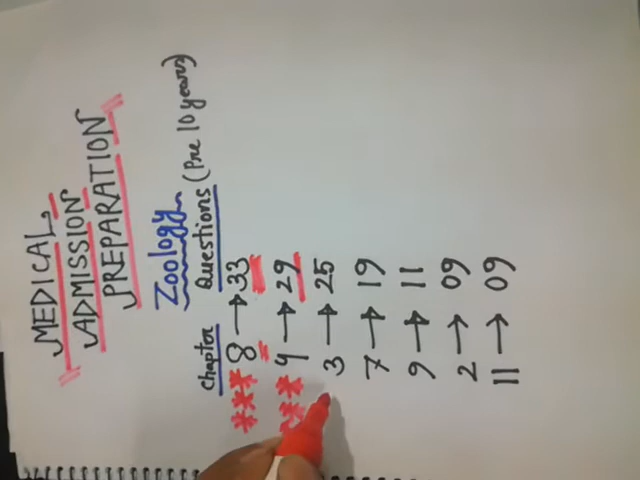 MEDICAL
ADMISSION
PREPARATION
Zoology
Chapter Questions (Pre 10 years)
*** 8 → 33
*** 4 → 29
3 → 25
7 → 19
9 → 11
2 → 09
11 → 09